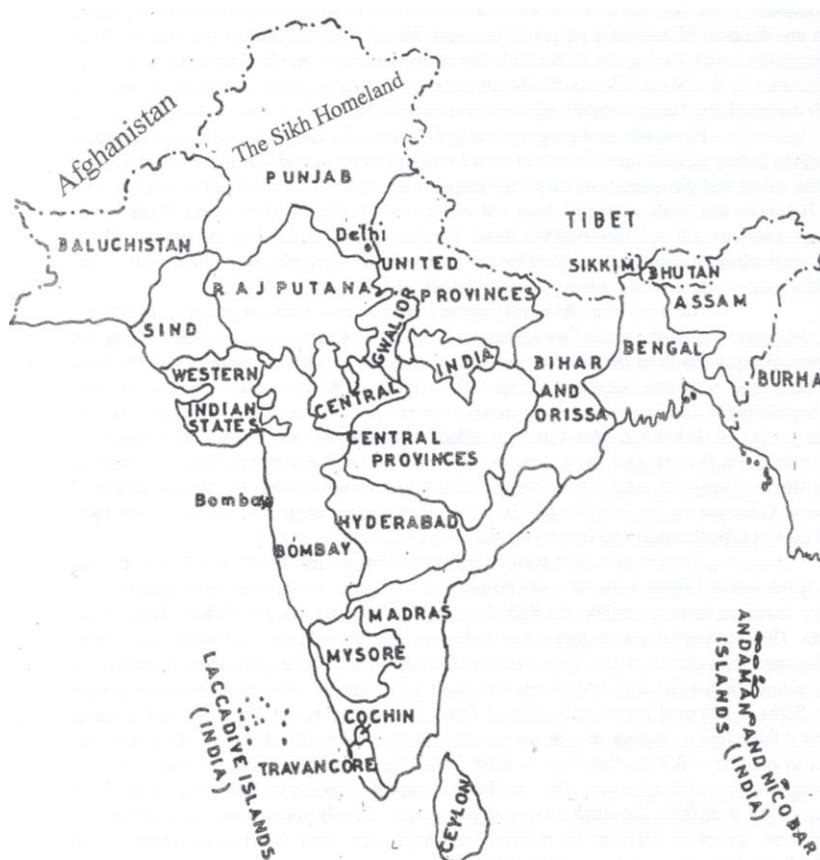 Afghanistan
The Sikh Homeland
PUNJAB
TIBET
BALUCHISTAN
Delhi
UNITED
PROVINCES
SIKKIM
BHUTAN
RAJPUTANA
ASSAM
SIND
GWALIOR
BENGAL
WESTERN
INDIAN
STATES
CENTRAL
INDIA
BIHAR
AND
ORISSA
BURMA
CENTRAL
PROVINCES
Bombay
HYDERABAD
BOMBAY
MADRAS
MYSORE
COCHIN
TRAVANCORE
CEYLON
LACCADIVE ISLANDS
(INDIA)
ANDAMAN AND NICOBAR
ISLANDS (INDIA)